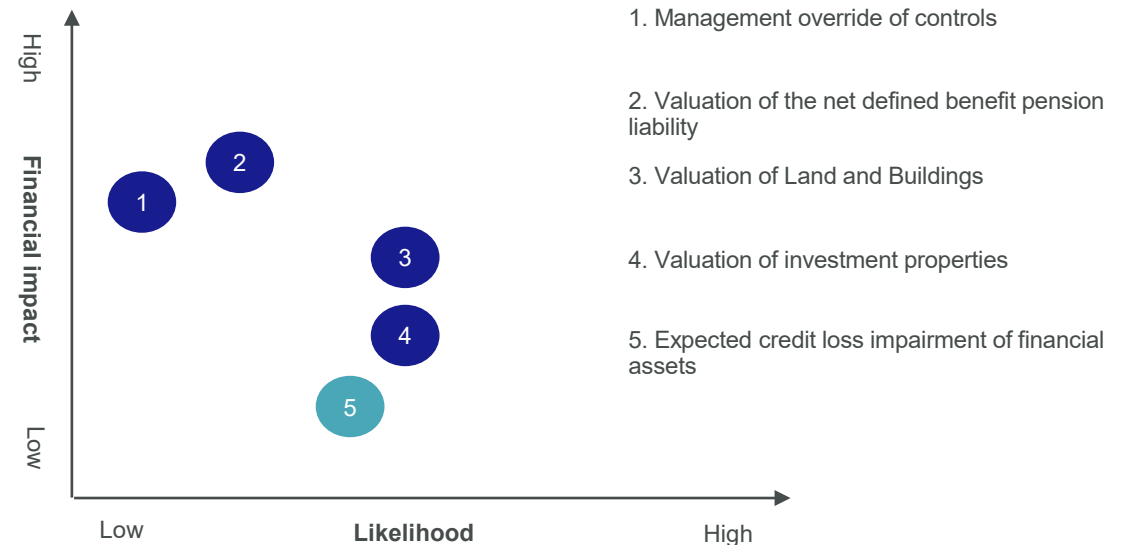 High
Financial impact
Low
1
2
3
4
5
Low
Likelihood
High
1. Management override of controls
2. Valuation of the net defined benefit pension
liability
3. Valuation of Land and Buildings
4. Valuation of investment properties
5. Expected credit loss impairment of financial
assets